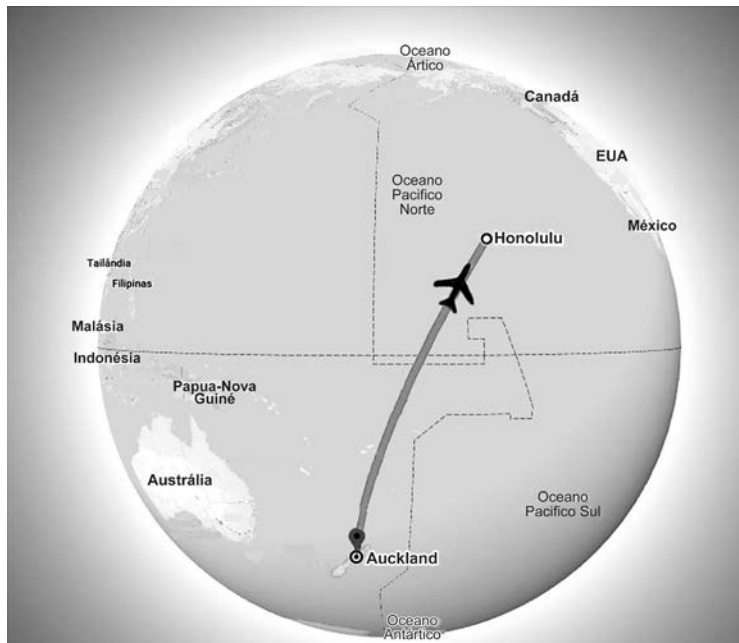 Oceano
Ártico
Canadá
EUA
Oceano
Pacifico
Norte
México
Honolulu
Tailândia
Filipinas
Malásia
Indonésia
Papua-Nova
Guiné
Austrália
Oceano
Pacifico Sul
Auckland
Oceano
Antártico